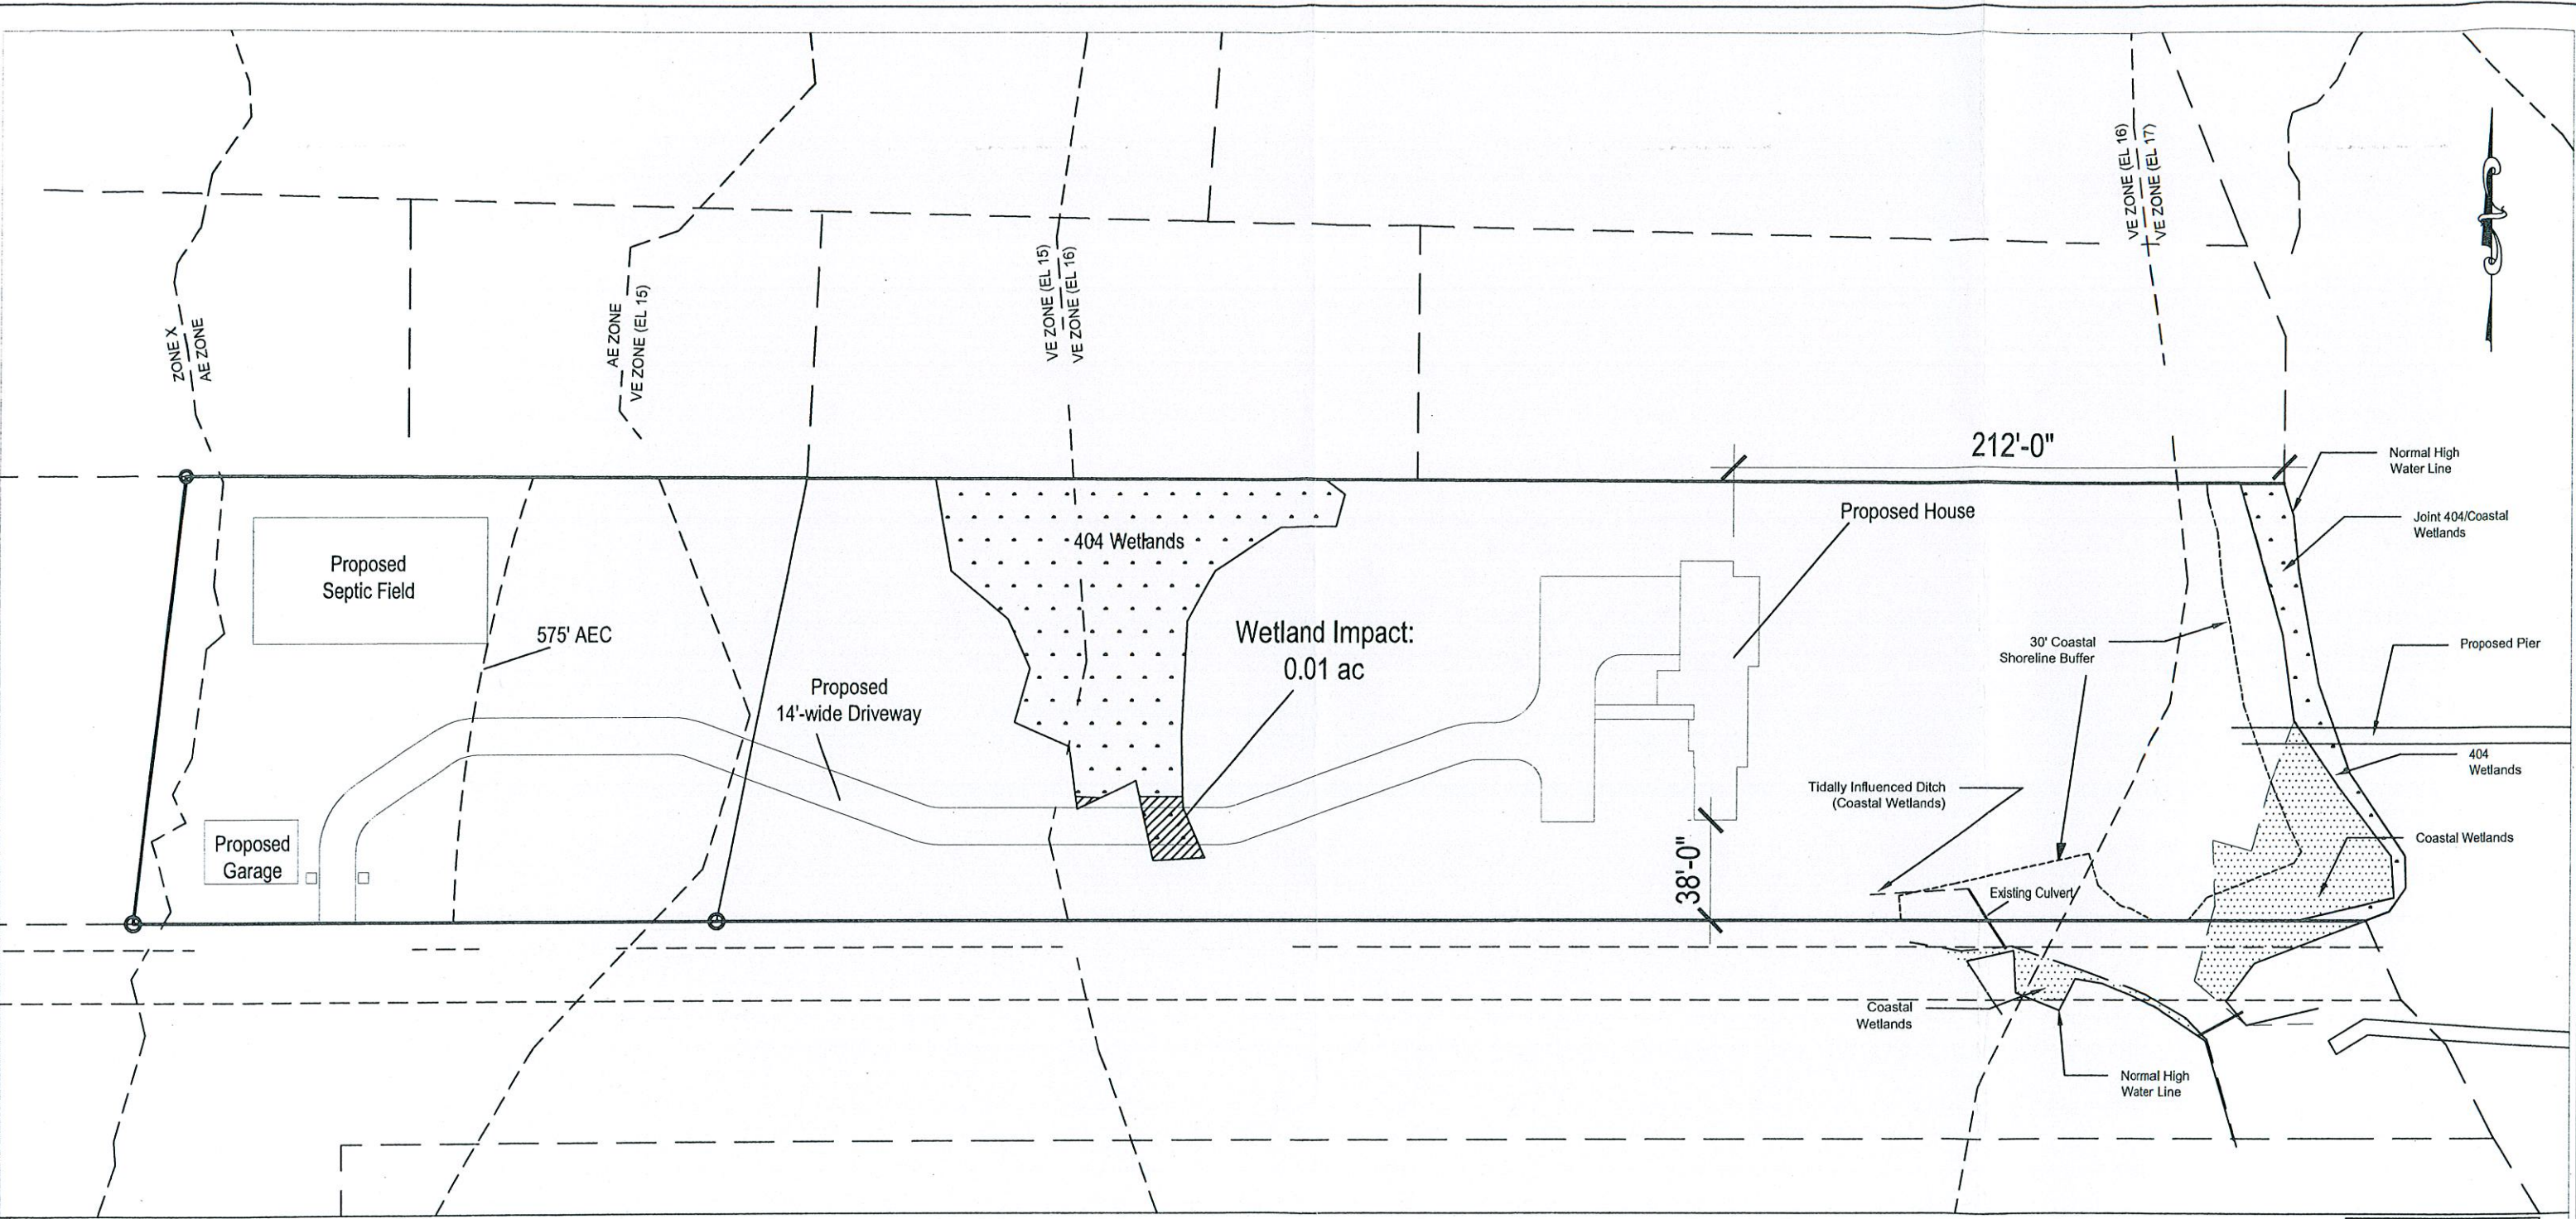 VE ZONE (EL 16)
VE ZONE (EL 17)
VE ZONE (EL 15)
VE ZONE (EL 16)
AE ZONE
VE ZONE (EL 15)
ZONE X
AE ZONE
212'-0"
Normal High
Water Line
Proposed House
Joint 404/Coastal
Wetlands
404 Wetlands
Proposed
Septic Field
575' AEC
Wetland Impact:
0.01 ac
30' Coastal
Shoreline Buffer
Proposed Pier
Proposed
14'-wide Driveway
404
Wetlands
Tidally Influenced Ditch
(Coastal Wetlands)
Coastal Wetlands
Proposed
Garage
38'-0"
Existing Culvert
Coastal
Wetlands
Normal High
Water Line